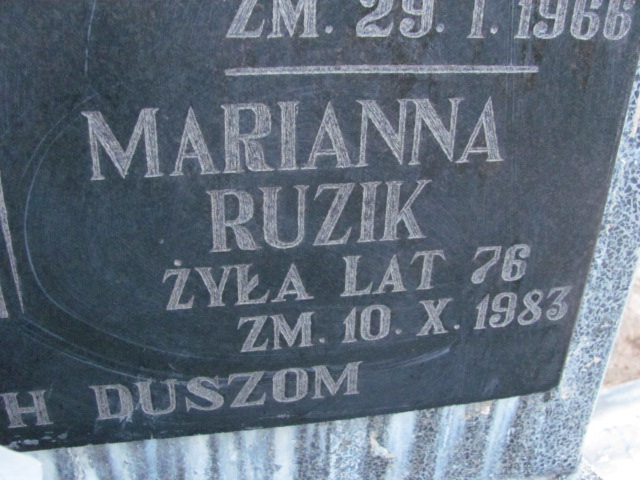 ZM. 29. I. 1966
MARIANNA
RUZIK
ŻYŁA LAT 76
ZM. 10. X. 1983
H DUSZOM